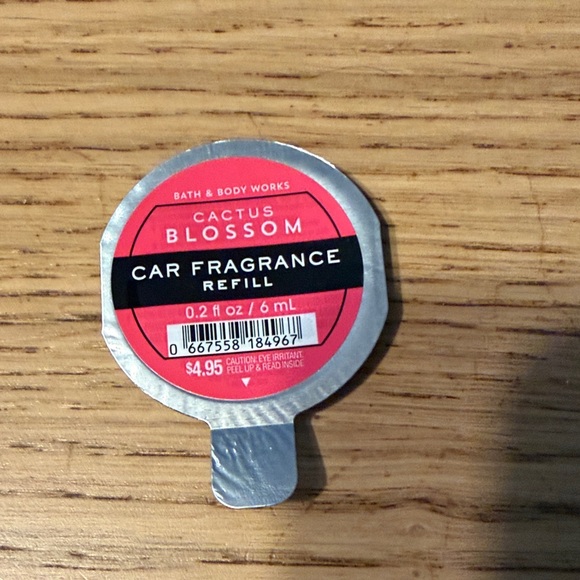 BATH & BODY WORKS
CACTUS
BLOSSOM
CAR FRAGRANCE
REFILL
0.2 fl oz / 6 mL
0 667558 184967
$4.95 CAUTION: EYE IRRITANT.
PEEL UP & READ INSIDE